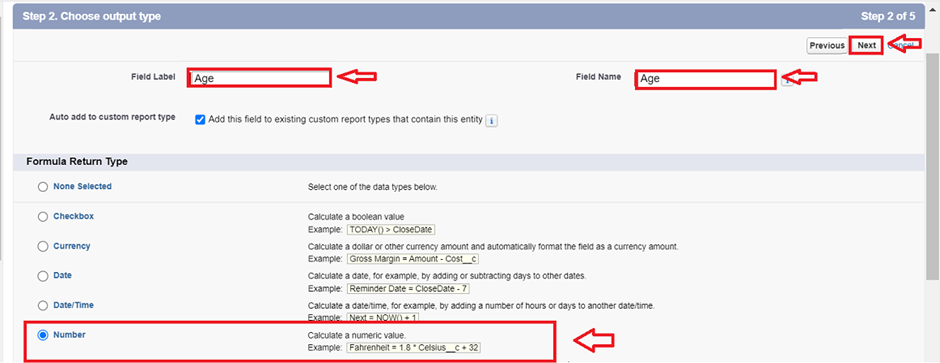 Step 2. Choose output type Step 2 of 5
Previous Next Cancel
Field Label Age Field Name Age i
Auto add to custom report type Add this field to existing custom report types that contain this entity i
Formula Return Type
None Selected Select one of the data types below.
Checkbox Calculate a boolean value
Example: TODAY() > CloseDate
Currency Calculate a dollar or other currency amount and automatically format the field as a currency amount.
Example: Gross Margin = Amount - Cost__c
Date Calculate a date, for example, by adding or subtracting days to other dates.
Example: Reminder Date = CloseDate - 7
Date/Time Calculate a date/time, for example, by adding a number of hours or days to another date/time.
Example: Next = NOW() + 1
Number Calculate a numeric value.
Example: Fahrenheit = 1.8 * Celsius__c + 32